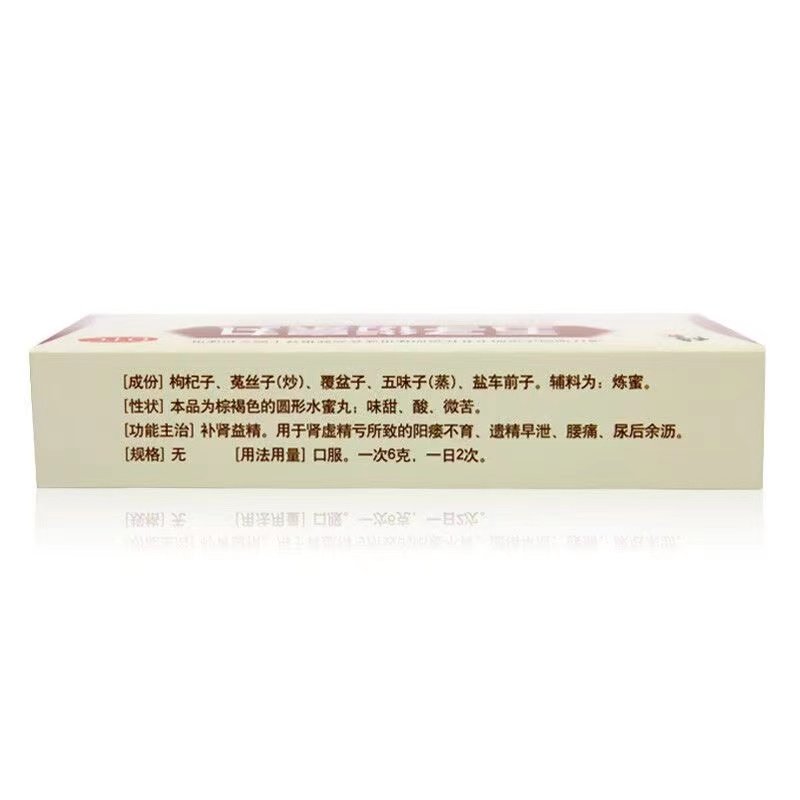 [成份] 枸杞子、菟丝子(炒)、覆盆子、五味子(蒸)、盐车前子。辅料为：炼蜜。
[性状] 本品为棕褐色的圆形水蜜丸；味甜、酸、微苦。
[功能主治] 补肾益精。用于肾虚精亏所致的阳痿不育、遗精早泄、腰痛、尿后余沥。
[规格] 无 [用法用量] 口服。一次6克，一日2次。